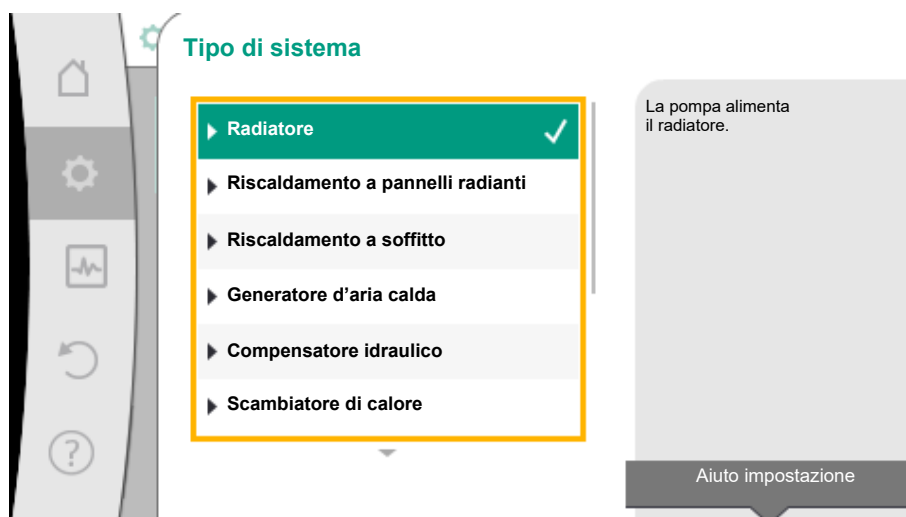 Tipo di sistema
Radiatore
Riscaldamento a pannelli radianti
Riscaldamento a soffitto
Generatore d’aria calda
Compensatore idraulico
Scambiatore di calore
La pompa alimenta
il radiatore.
Aiuto impostazione
?